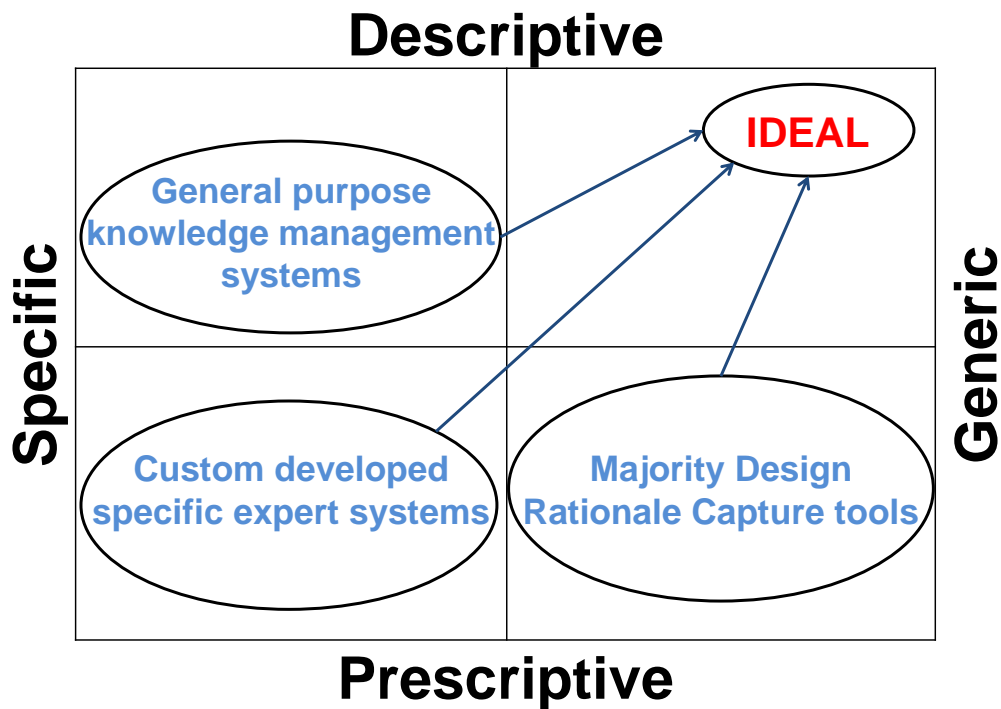 Descriptive
IDEAL
General purpose
knowledge management
systems
Specific
Generic
Custom developed
specific expert systems
Majority Design
Rationale Capture tools
Prescriptive